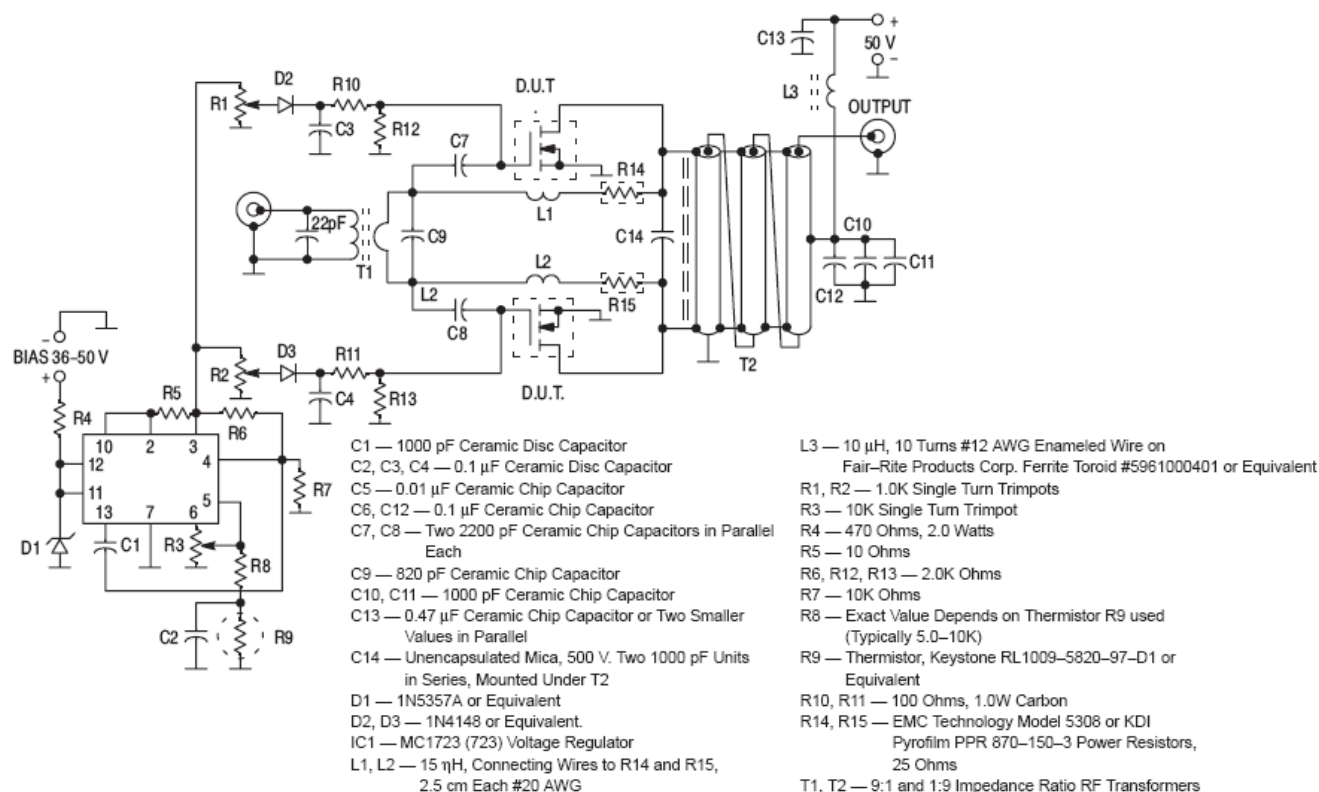 C13
+
50 V
–
L3
OUTPUT
D2
R10
D.U.T
R1
C3
R12
C7
R14
L1
22pF
C9
C14
C10
C11
T1
L2
C12
L2
R15
C8
T2
–
BIAS 36–50 V
+
D3
R11
R2
C4
R13
D.U.T.
R5
R4
R6
10
2
3
4
12
R7
11
5
13
7
6
D1
C1
R3
R8
C2
R9
C1 — 1000 pF Ceramic Disc Capacitor
C2, C3, C4 — 0.1 μF Ceramic Disc Capacitor
C5 — 0.01 μF Ceramic Chip Capacitor
C6, C12 — 0.1 μF Ceramic Chip Capacitor
C7, C8 — Two 2200 pF Ceramic Chip Capacitors in Parallel
Each
C9 — 820 pF Ceramic Chip Capacitor
C10, C11 — 1000 pF Ceramic Chip Capacitor
C13 — 0.47 μF Ceramic Chip Capacitor or Two Smaller
Values in Parallel
C14 — Unencapsulated Mica, 500 V. Two 1000 pF Units
in Series, Mounted Under T2
D1 — 1N5357A or Equivalent
D2, D3 — 1N4148 or Equivalent.
IC1 — MC1723 (723) Voltage Regulator
L1, L2 — 15 ηH, Connecting Wires to R14 and R15,
2.5 cm Each #20 AWG
L3 — 10 μH, 10 Turns #12 AWG Enameled Wire on
Fair–Rite Products Corp. Ferrite Toroid #5961000401 or Equivalent
R1, R2 — 1.0K Single Turn Trimpots
R3 — 10K Single Turn Trimpot
R4 — 470 Ohms, 2.0 Watts
R5 — 10 Ohms
R6, R12, R13 — 2.0K Ohms
R7 — 10K Ohms
R8 — Exact Value Depends on Thermistor R9 used
(Typically 5.0–10K)
R9 — Thermistor, Keystone RL1009–5820–97–D1 or
Equivalent
R10, R11 — 100 Ohms, 1.0W Carbon
R14, R15 — EMC Technology Model 5308 or KDI
Pyrofilm PPR 870–150–3 Power Resistors,
25 Ohms
T1, T2 — 9:1 and 1:9 Impedance Ratio RF Transformers